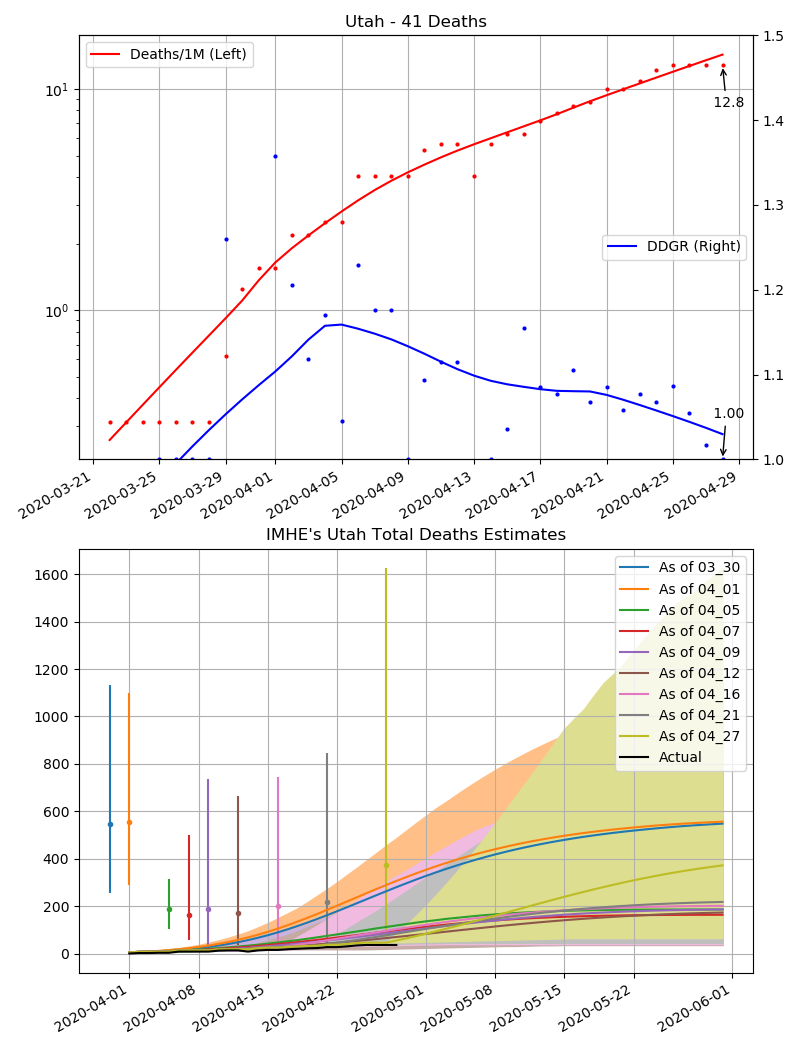 Utah - 41 Deaths
Deaths/1M (Left)
DDGR (Right)
12.8
1.00
10¹
10⁰
1.5
1.4
1.3
1.2
1.1
1.0
2020-03-21
2020-03-25
2020-03-29
2020-04-01
2020-04-05
2020-04-09
2020-04-13
2020-04-17
2020-04-21
2020-04-25
2020-04-29
IMHE's Utah Total Deaths Estimates
1600
1400
1200
1000
800
600
400
200
0
As of 03_30
As of 04_01
As of 04_05
As of 04_07
As of 04_09
As of 04_12
As of 04_16
As of 04_21
As of 04_27
Actual
2020-04-01
2020-04-08
2020-04-15
2020-04-22
2020-05-01
2020-05-08
2020-05-15
2020-05-22
2020-06-01